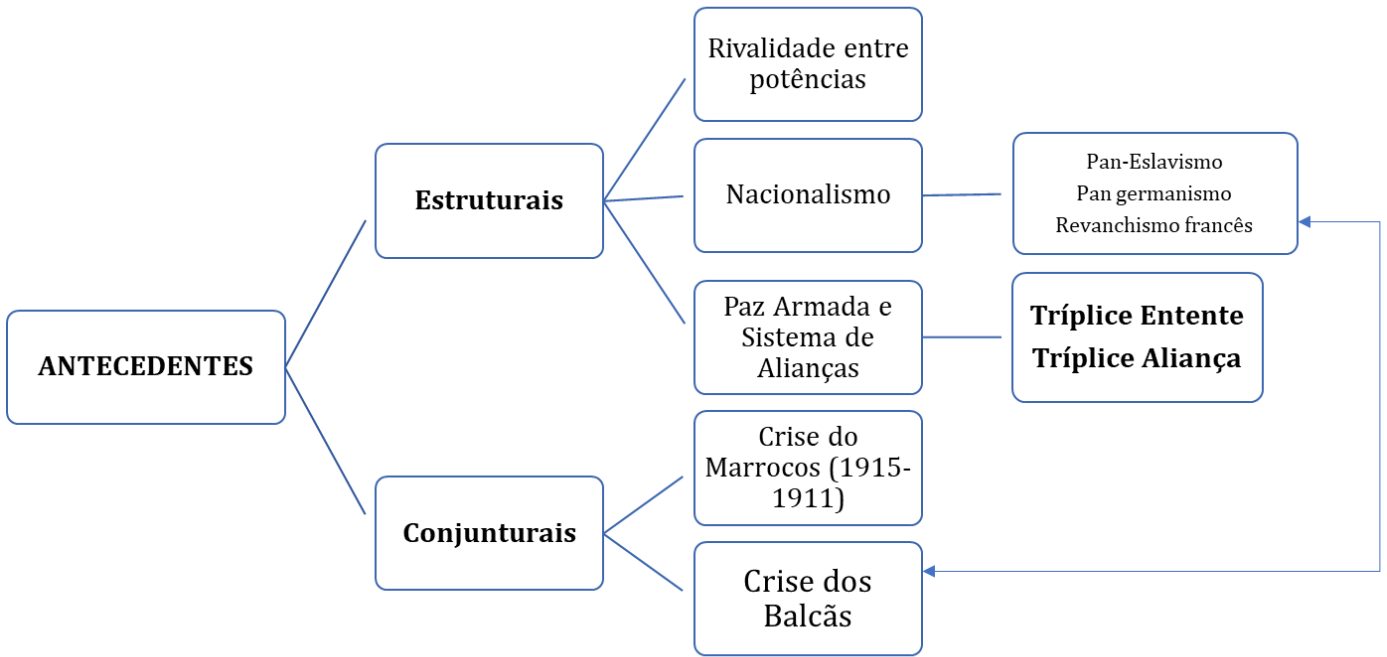 ANTECEDENTES
Estruturais
Rivalidade entre
potências
Nacionalismo
Pan-Eslavismo
Pan germanismo
Revanchismo francês
Paz Armada e
Sistema de
Alianças
Tríplice Entente
Tríplice Aliança
Conjunturais
Crise do
Marrocos (1915-
1911)
Crise dos
Balcãs